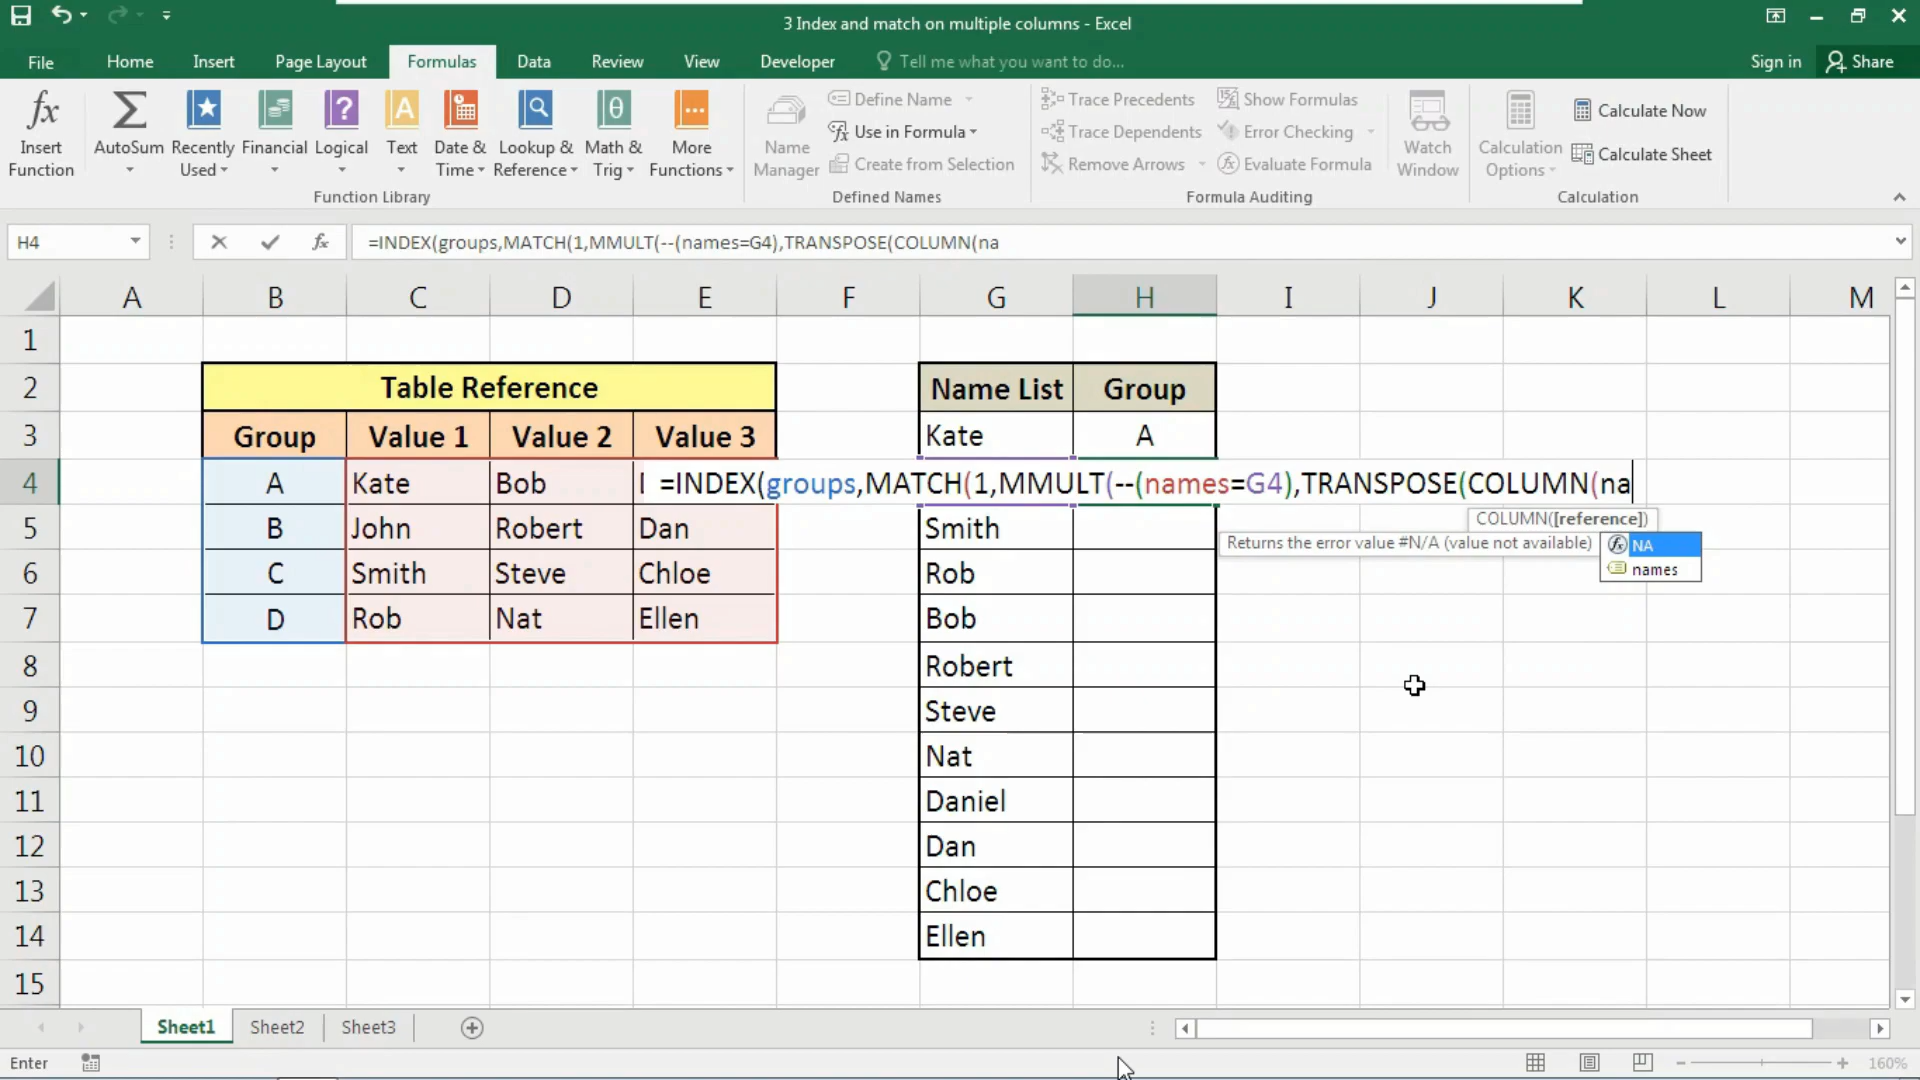 3 Index and match on multiple columns - Excel
File Home Insert Page Layout Formulas Data Review View Developer Tell me what you want to do... Sign in Share
Insert Function
AutoSum
Recently Used
Financial
Logical
Text
Date & Time
Lookup & Reference
Math & Trig
More Functions
Function Library
Name Manager
Define Name
Use in Formula
Create from Selection
Defined Names
Trace Precedents
Trace Dependents
Remove Arrows
Show Formulas
Error Checking
Evaluate Formula
Watch Window
Formula Auditing
Calculation Options
Calculate Now
Calculate Sheet
Calculation
H4 fx =INDEX(groups,MATCH(1,MMULT(--(names=G4),TRANSPOSE(COLUMN(na
A B C D E F G H I J K L M
1
2 Table Reference Name List Group
3 Group Value 1 Value 2 Value 3 Kate A
4 A Kate Bob I =INDEX(groups,MATCH(1,MMULT(--(names=G4),TRANSPOSE(COLUMN(na
COLUMN([reference])
5 B John Robert Dan Smith
Returns the error value #N/A (value not available) NA
names
6 C Smith Steve Chloe Rob
7 D Rob Nat Ellen Bob
8 Robert
9 Steve
10 Nat
11 Daniel
12 Dan
13 Chloe
14 Ellen
15
Sheet1 Sheet2 Sheet3
Enter 160%